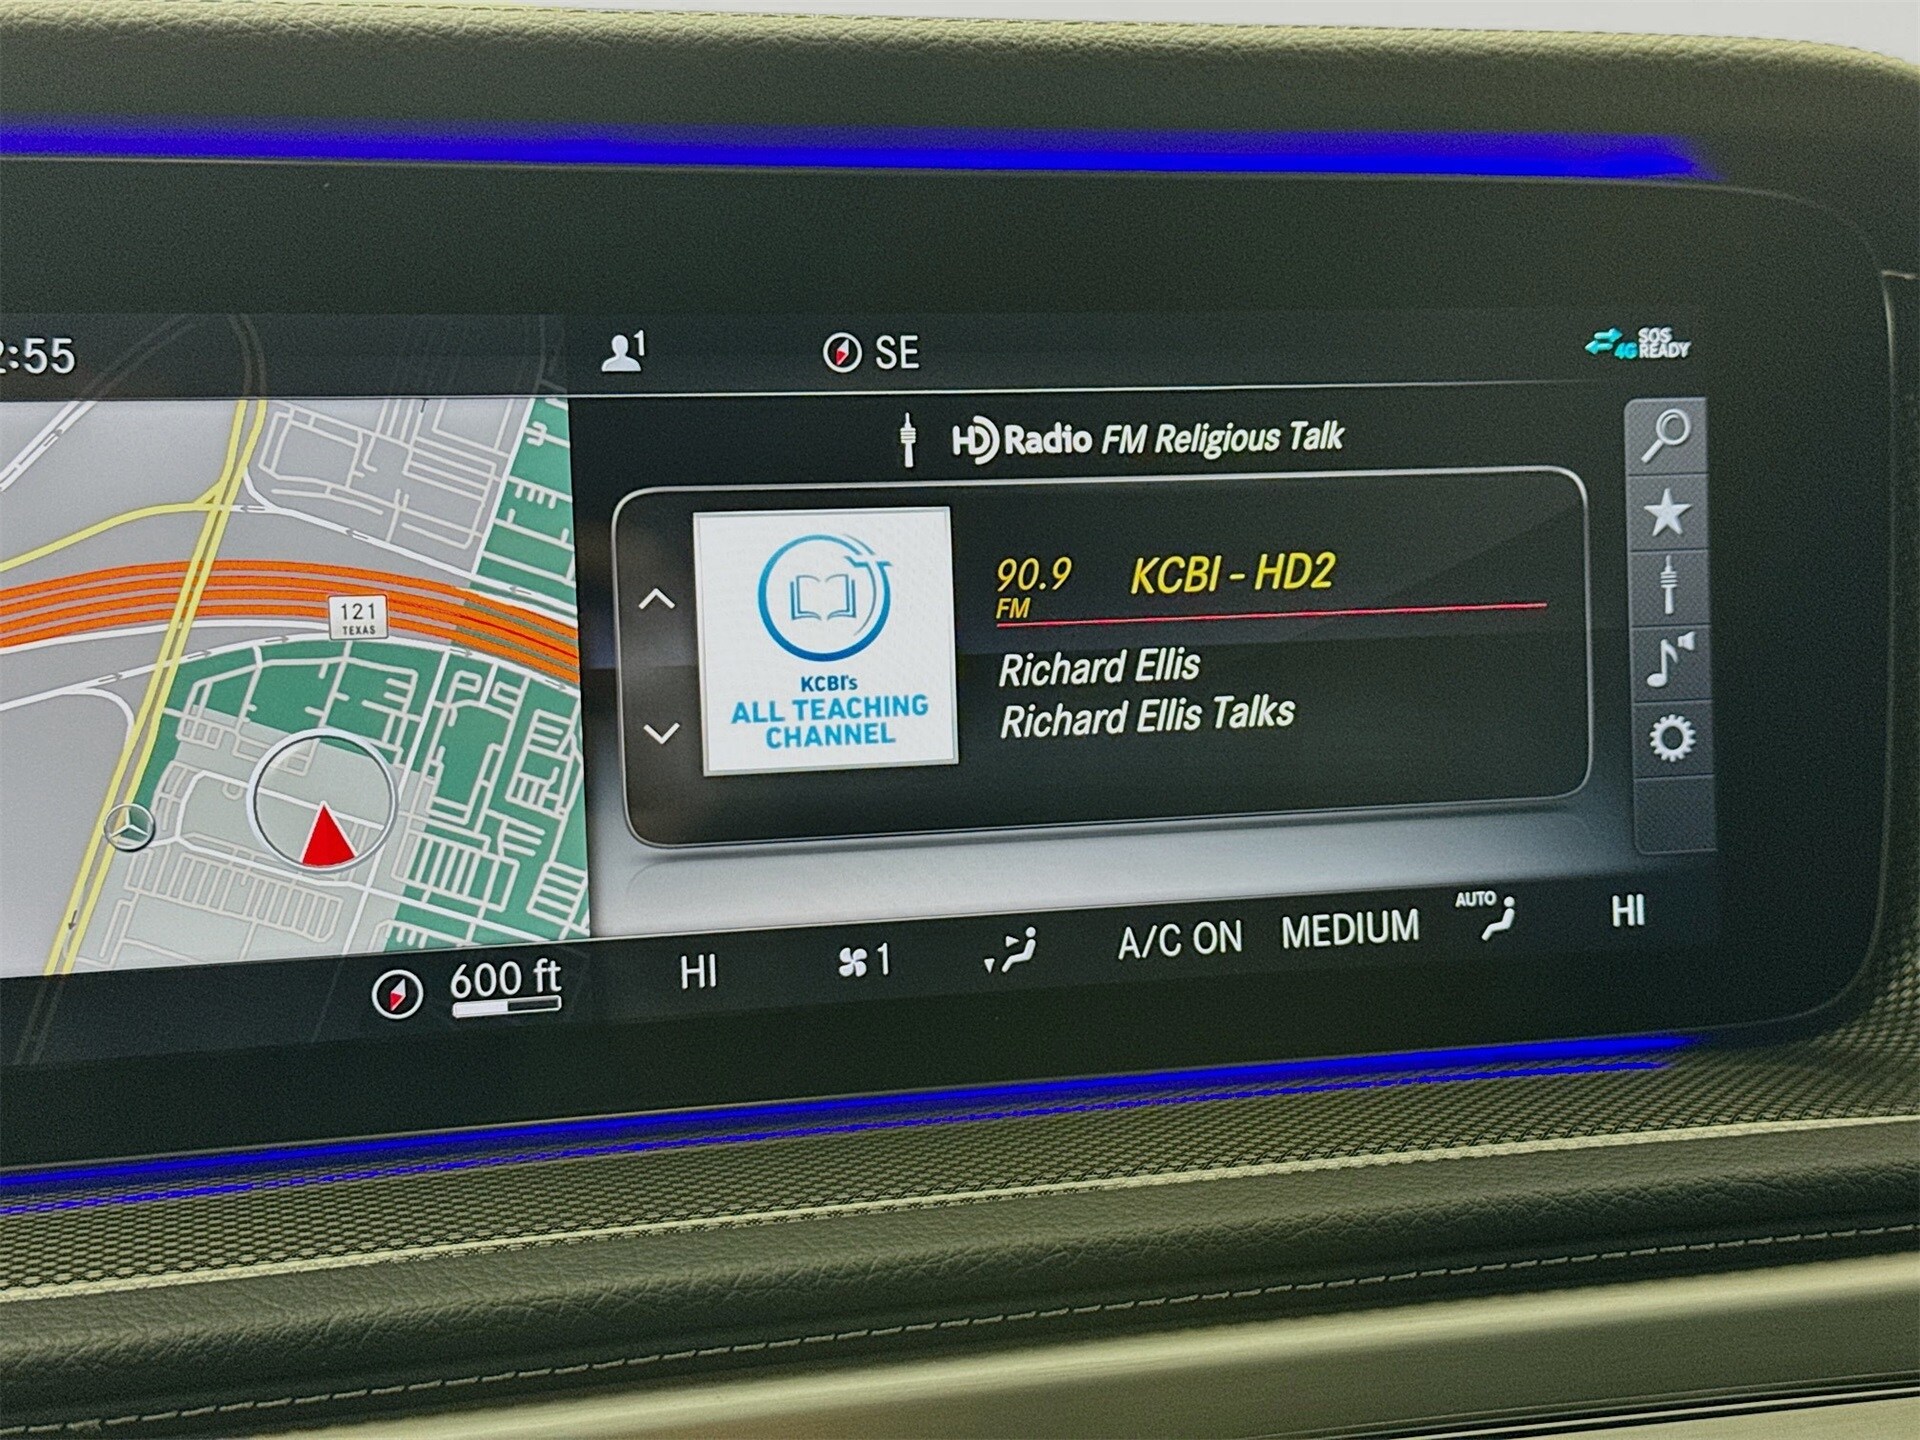 :55
1
SE
4G SOS READY
HD Radio FM Religious Talk
90.9 FM KCBI - HD2
KCBI's
ALL TEACHING
CHANNEL
Richard Ellis
Richard Ellis Talks
121
TEXAS
600 ft
HI 1 A/C ON MEDIUM AUTO HI